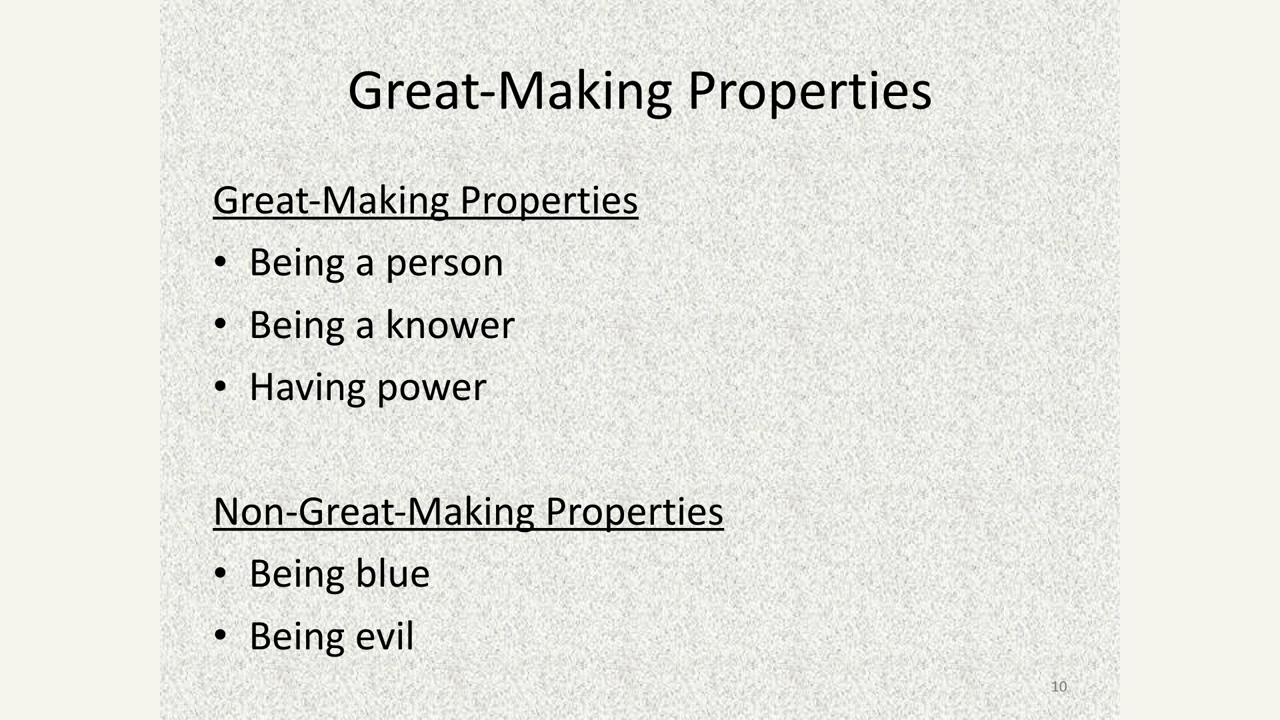 Great-Making Properties
Great-Making Properties
• Being a person
• Being a knower
• Having power
Non-Great-Making Properties
• Being blue
• Being evil
10